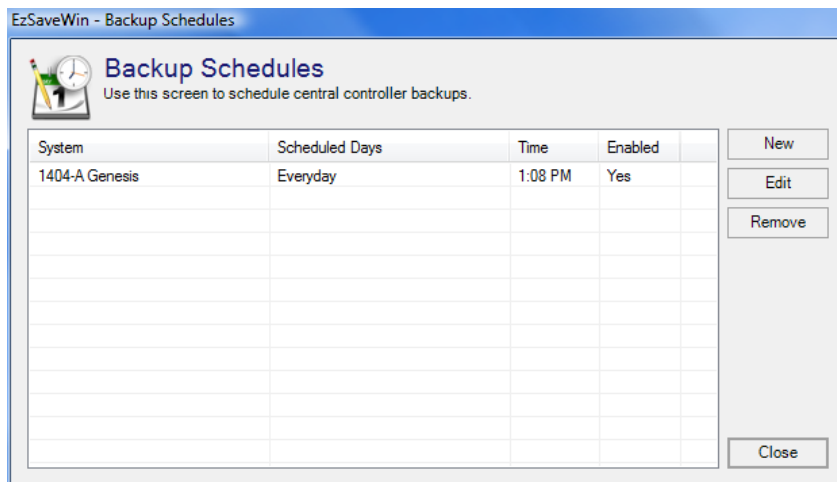 EzSaveWin - Backup Schedules
Backup Schedules
Use this screen to schedule central controller backups.
System Scheduled Days Time Enabled
1404-A Genesis Everyday 1:08 PM Yes
New
Edit
Remove
Close